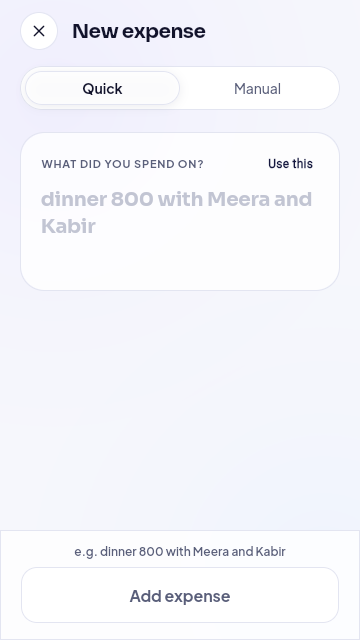 New expense
Quick
Manual
WHAT DID YOU SPEND ON?
Use this
dinner 800 with Meera and
Kabir
e.g. dinner 800 with Meera and Kabir
Add expense